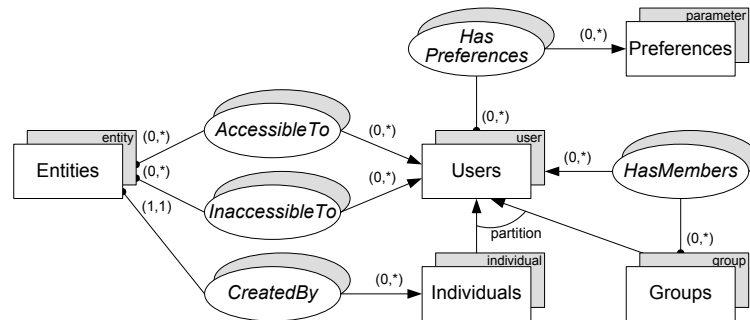 parameter
Has
Preferences
(0,*)
Preferences
(0,*)
entity
Entities
(0,*)
AccessibleTo
(0,*)
user
Users
(0,*)
HasMembers
(0,*)
InaccessibleTo
(0,*)
(1,1)
partition
(0,*)
CreatedBy
(0,*)
individual
Individuals
group
Groups